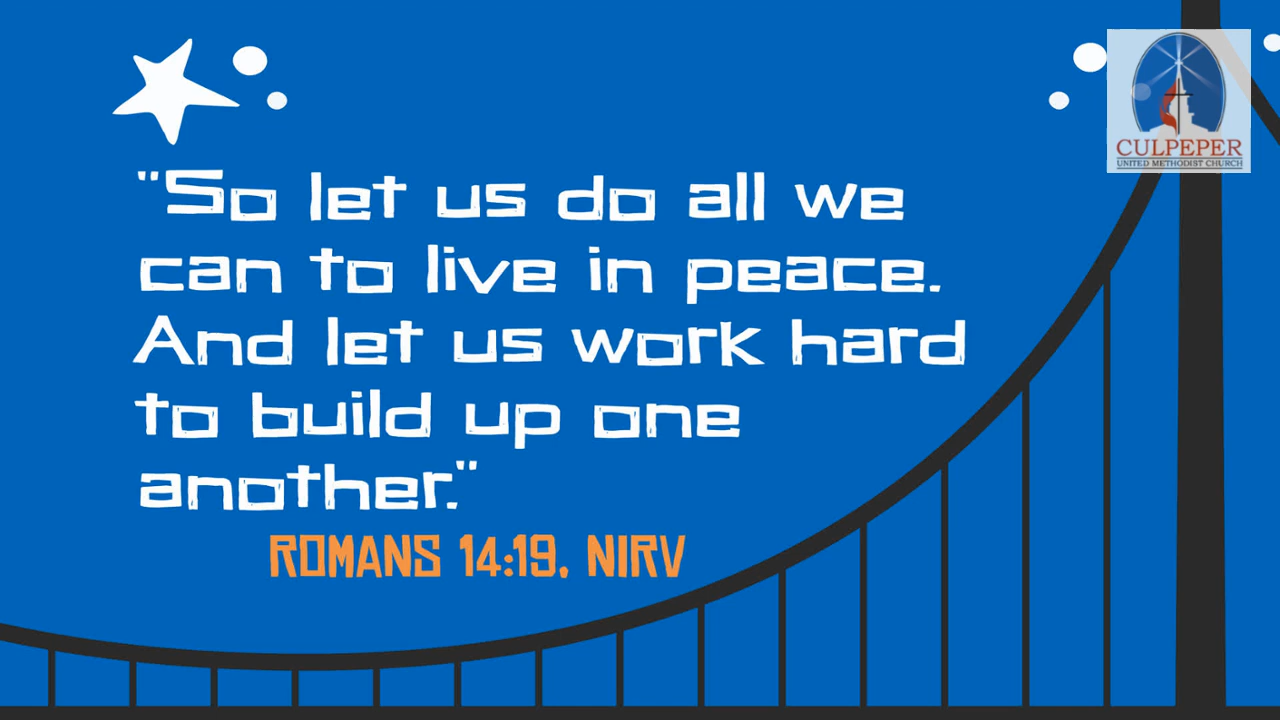 "So let us do all we
can to live in peace.
And let us work hard
to build up one
another."
ROMANS 14:19, NIRV
CULPEPER
UNITED METHODIST CHURCH